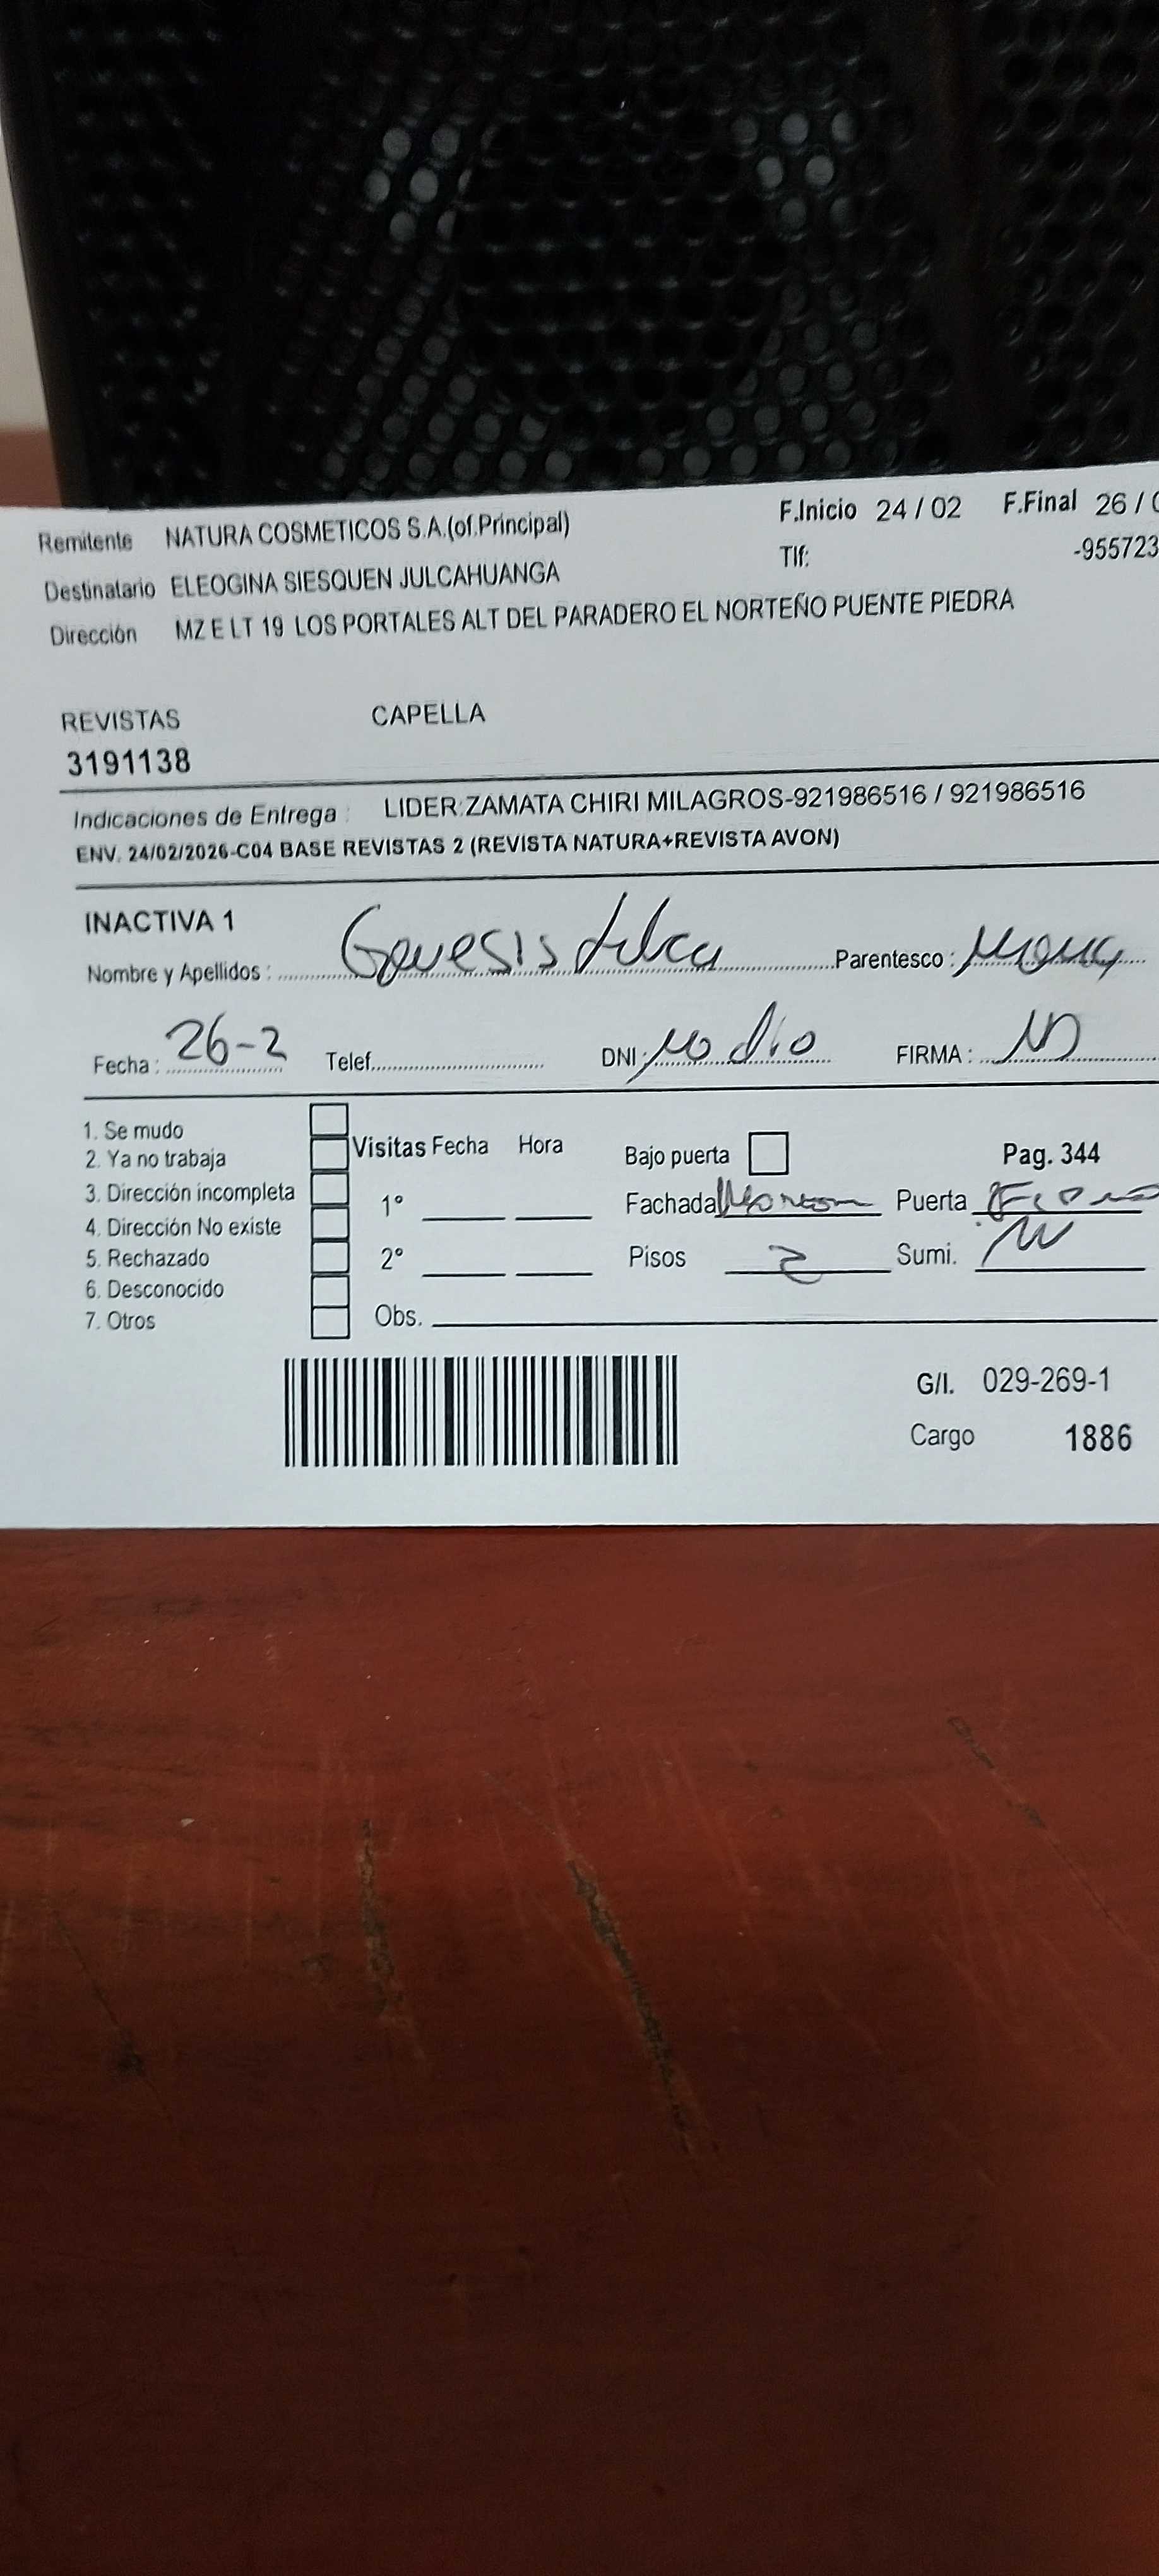 Remitente NATURA COSMETICOS S.A.(of.Principal) F.Inicio 24 / 02 F.Final 26 /
Tlf: -955723
Destinatario ELEOGINA SIESQUEN JULCAHUANGA
Dirección MZ E LT 19 LOS PORTALES ALT DEL PARADERO EL NORTEÑO PUENTE PIEDRA
REVISTAS CAPELLA
3191138
Indicaciones de Entrega : LIDER:ZAMATA CHIRI MILAGROS-921986516 / 921986516
ENV. 24/02/2026-C04 BASE REVISTAS 2 (REVISTA NATURA+REVISTA AVON)
INACTIVA 1
Nombre y Apellidos : Genesis Parentesco :
Fecha : 26-2 Telef. DNI: no dio FIRMA :
1. Se mudo
2. Ya no trabaja
3. Dirección incompleta
4. Dirección No existe
5. Rechazado
6. Desconocido
7. Otros
Visitas Fecha Hora
1°
2°
Obs.
Bajo puerta Pag. 344
Fachada Puerta
Pisos 2 Sumi.
G/I. 029-269-1
Cargo 1886